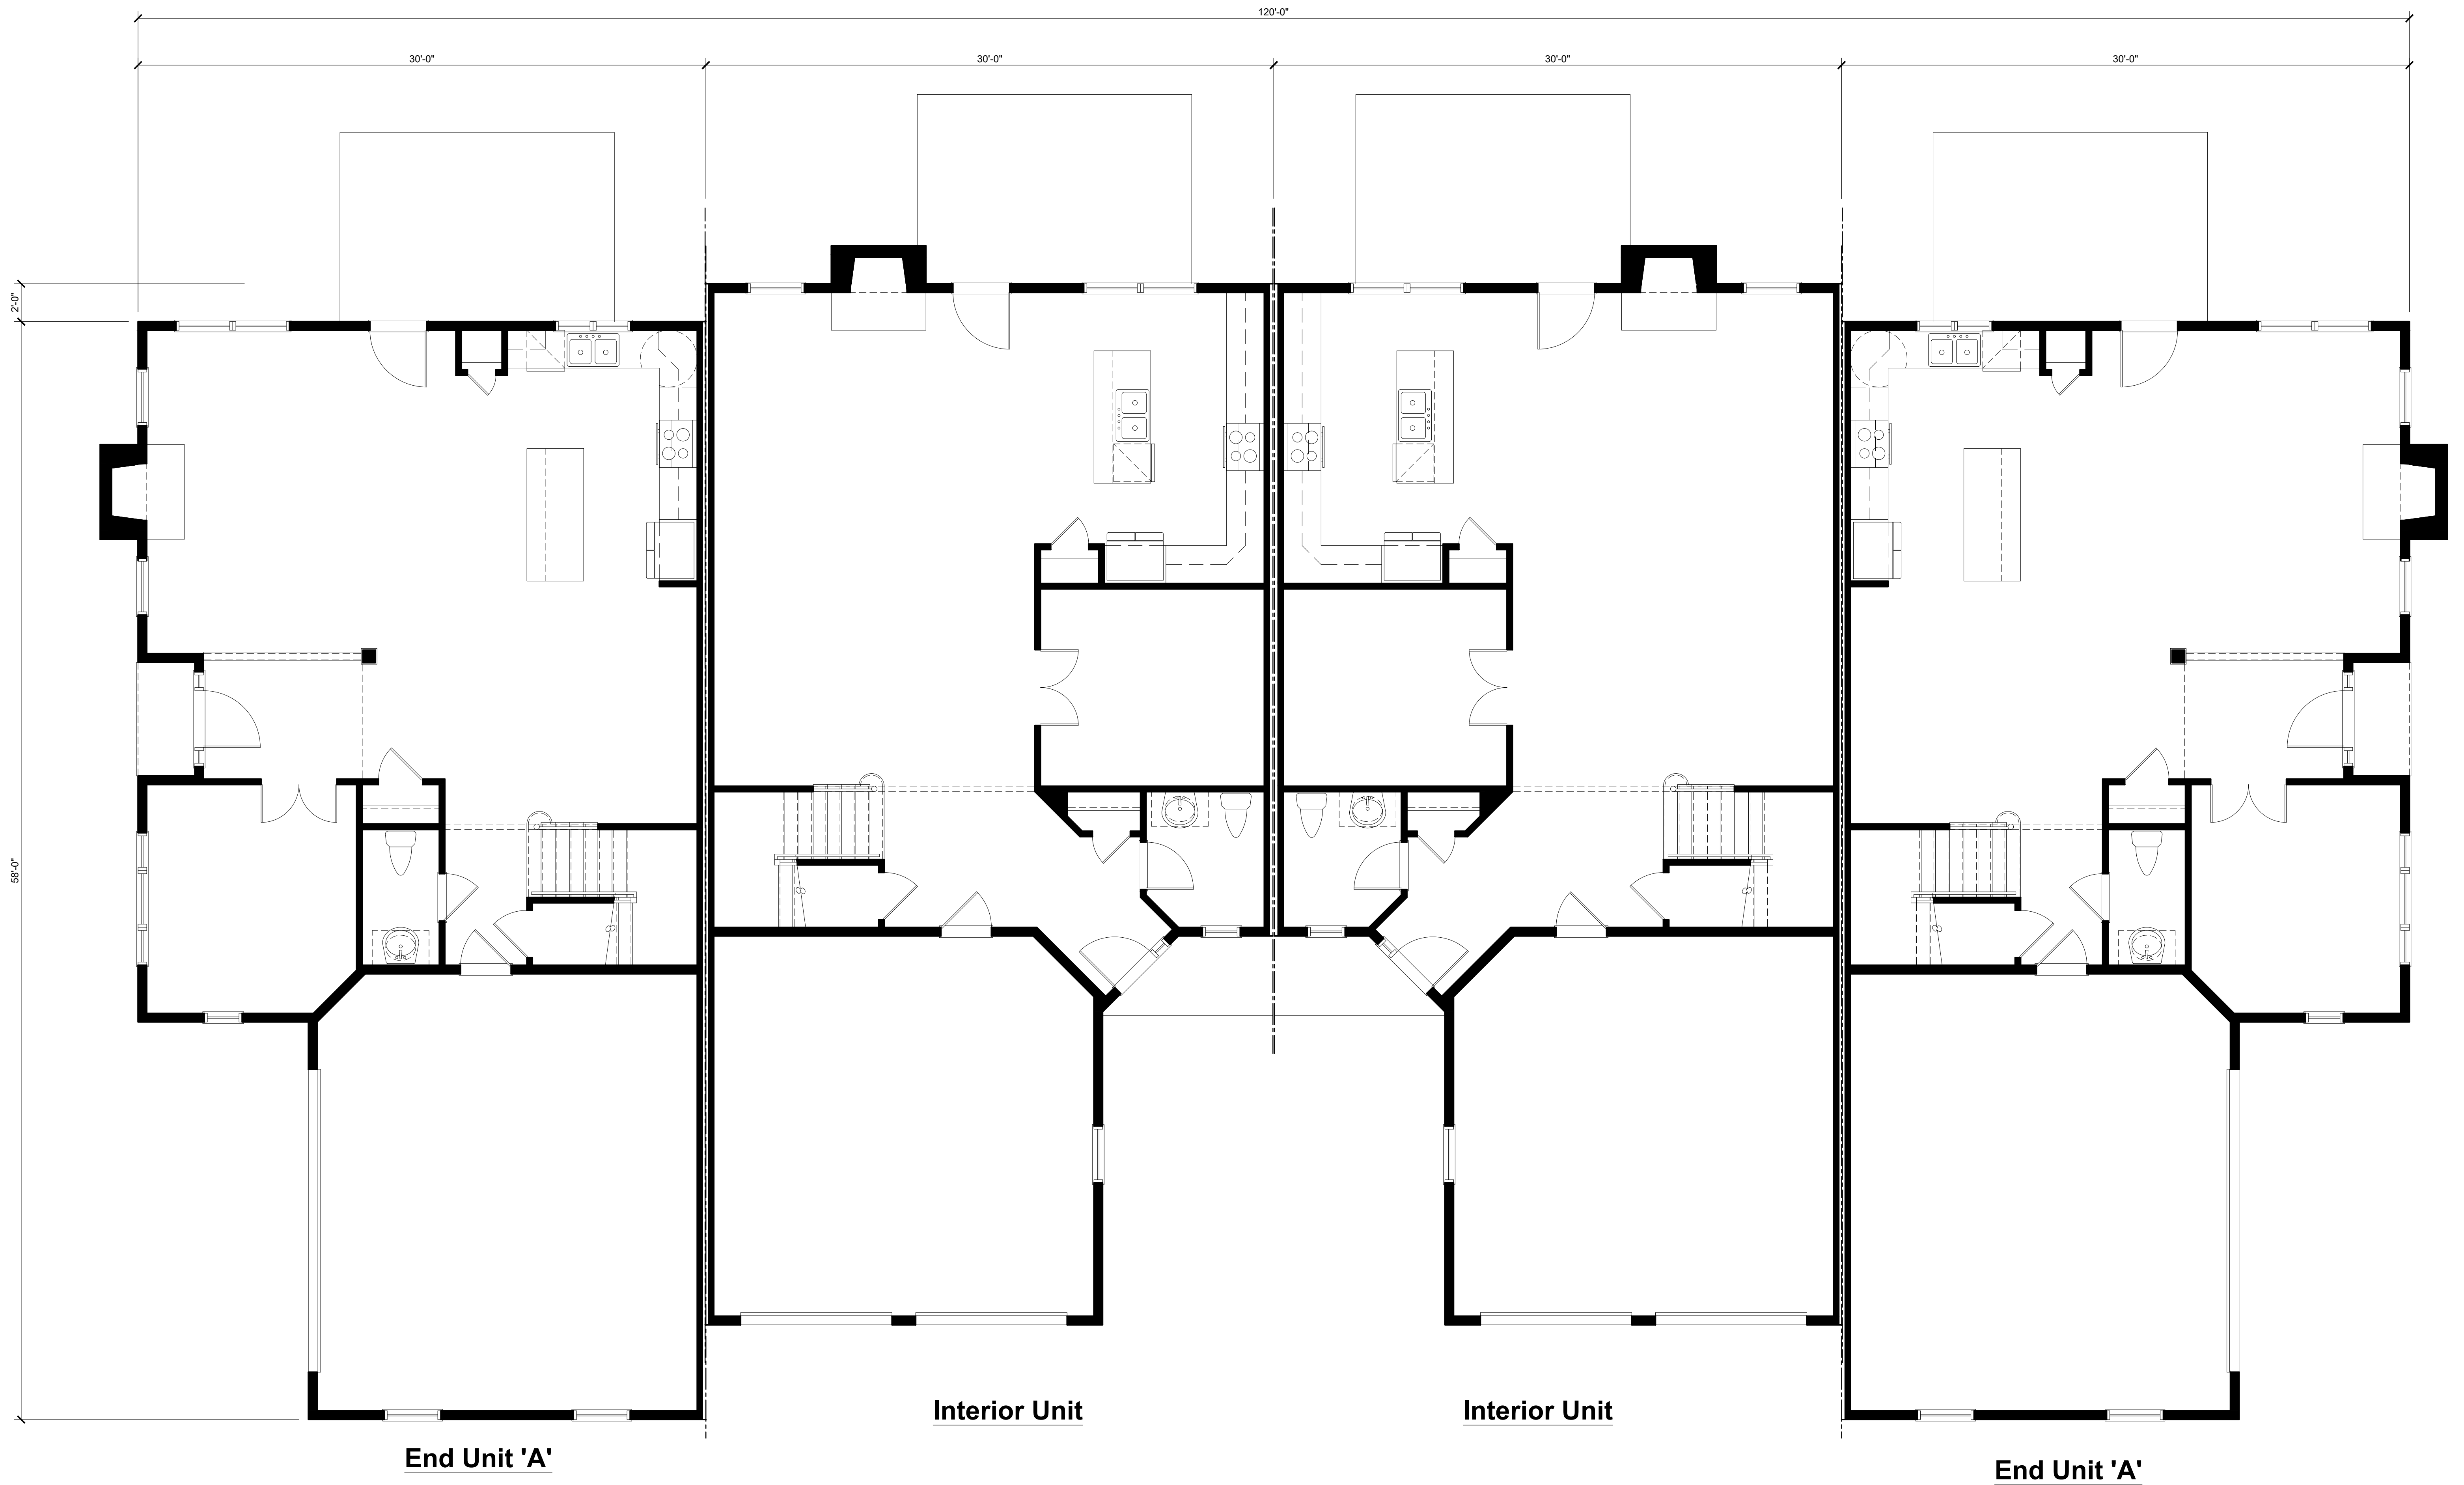 120'-0"
30'-0"
30'-0"
30'-0"
30'-0"
2'-0"
58'-0"
Interior Unit
Interior Unit
End Unit 'A'
End Unit 'A'